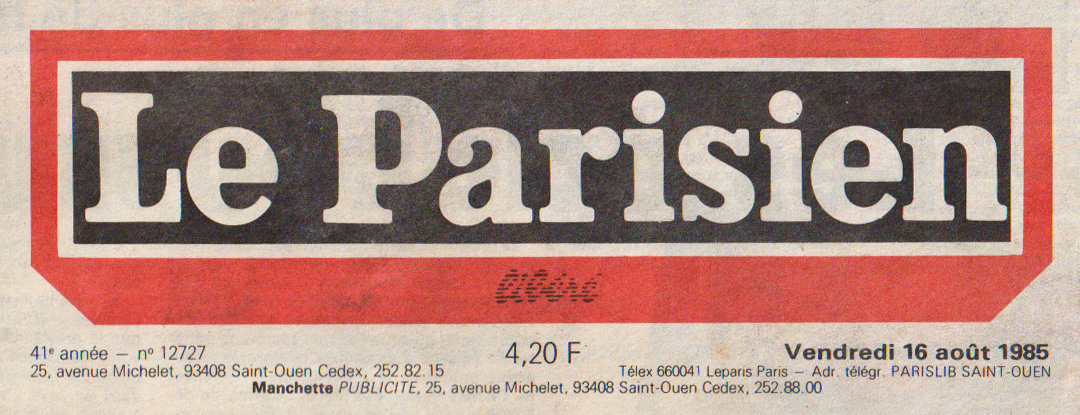 Le Parisien
libéré
41e année — no 12727
4,20 F
Vendredi 16 août 1985
25, avenue Michelet, 93408 Saint-Ouen Cedex, 252.82.15
Télex 660041 Leparis Paris — Adr. télégr. PARISLIB SAINT-OUEN
Manchette PUBLICITE, 25, avenue Michelet, 93408 Saint-Ouen Cedex, 252.88.00